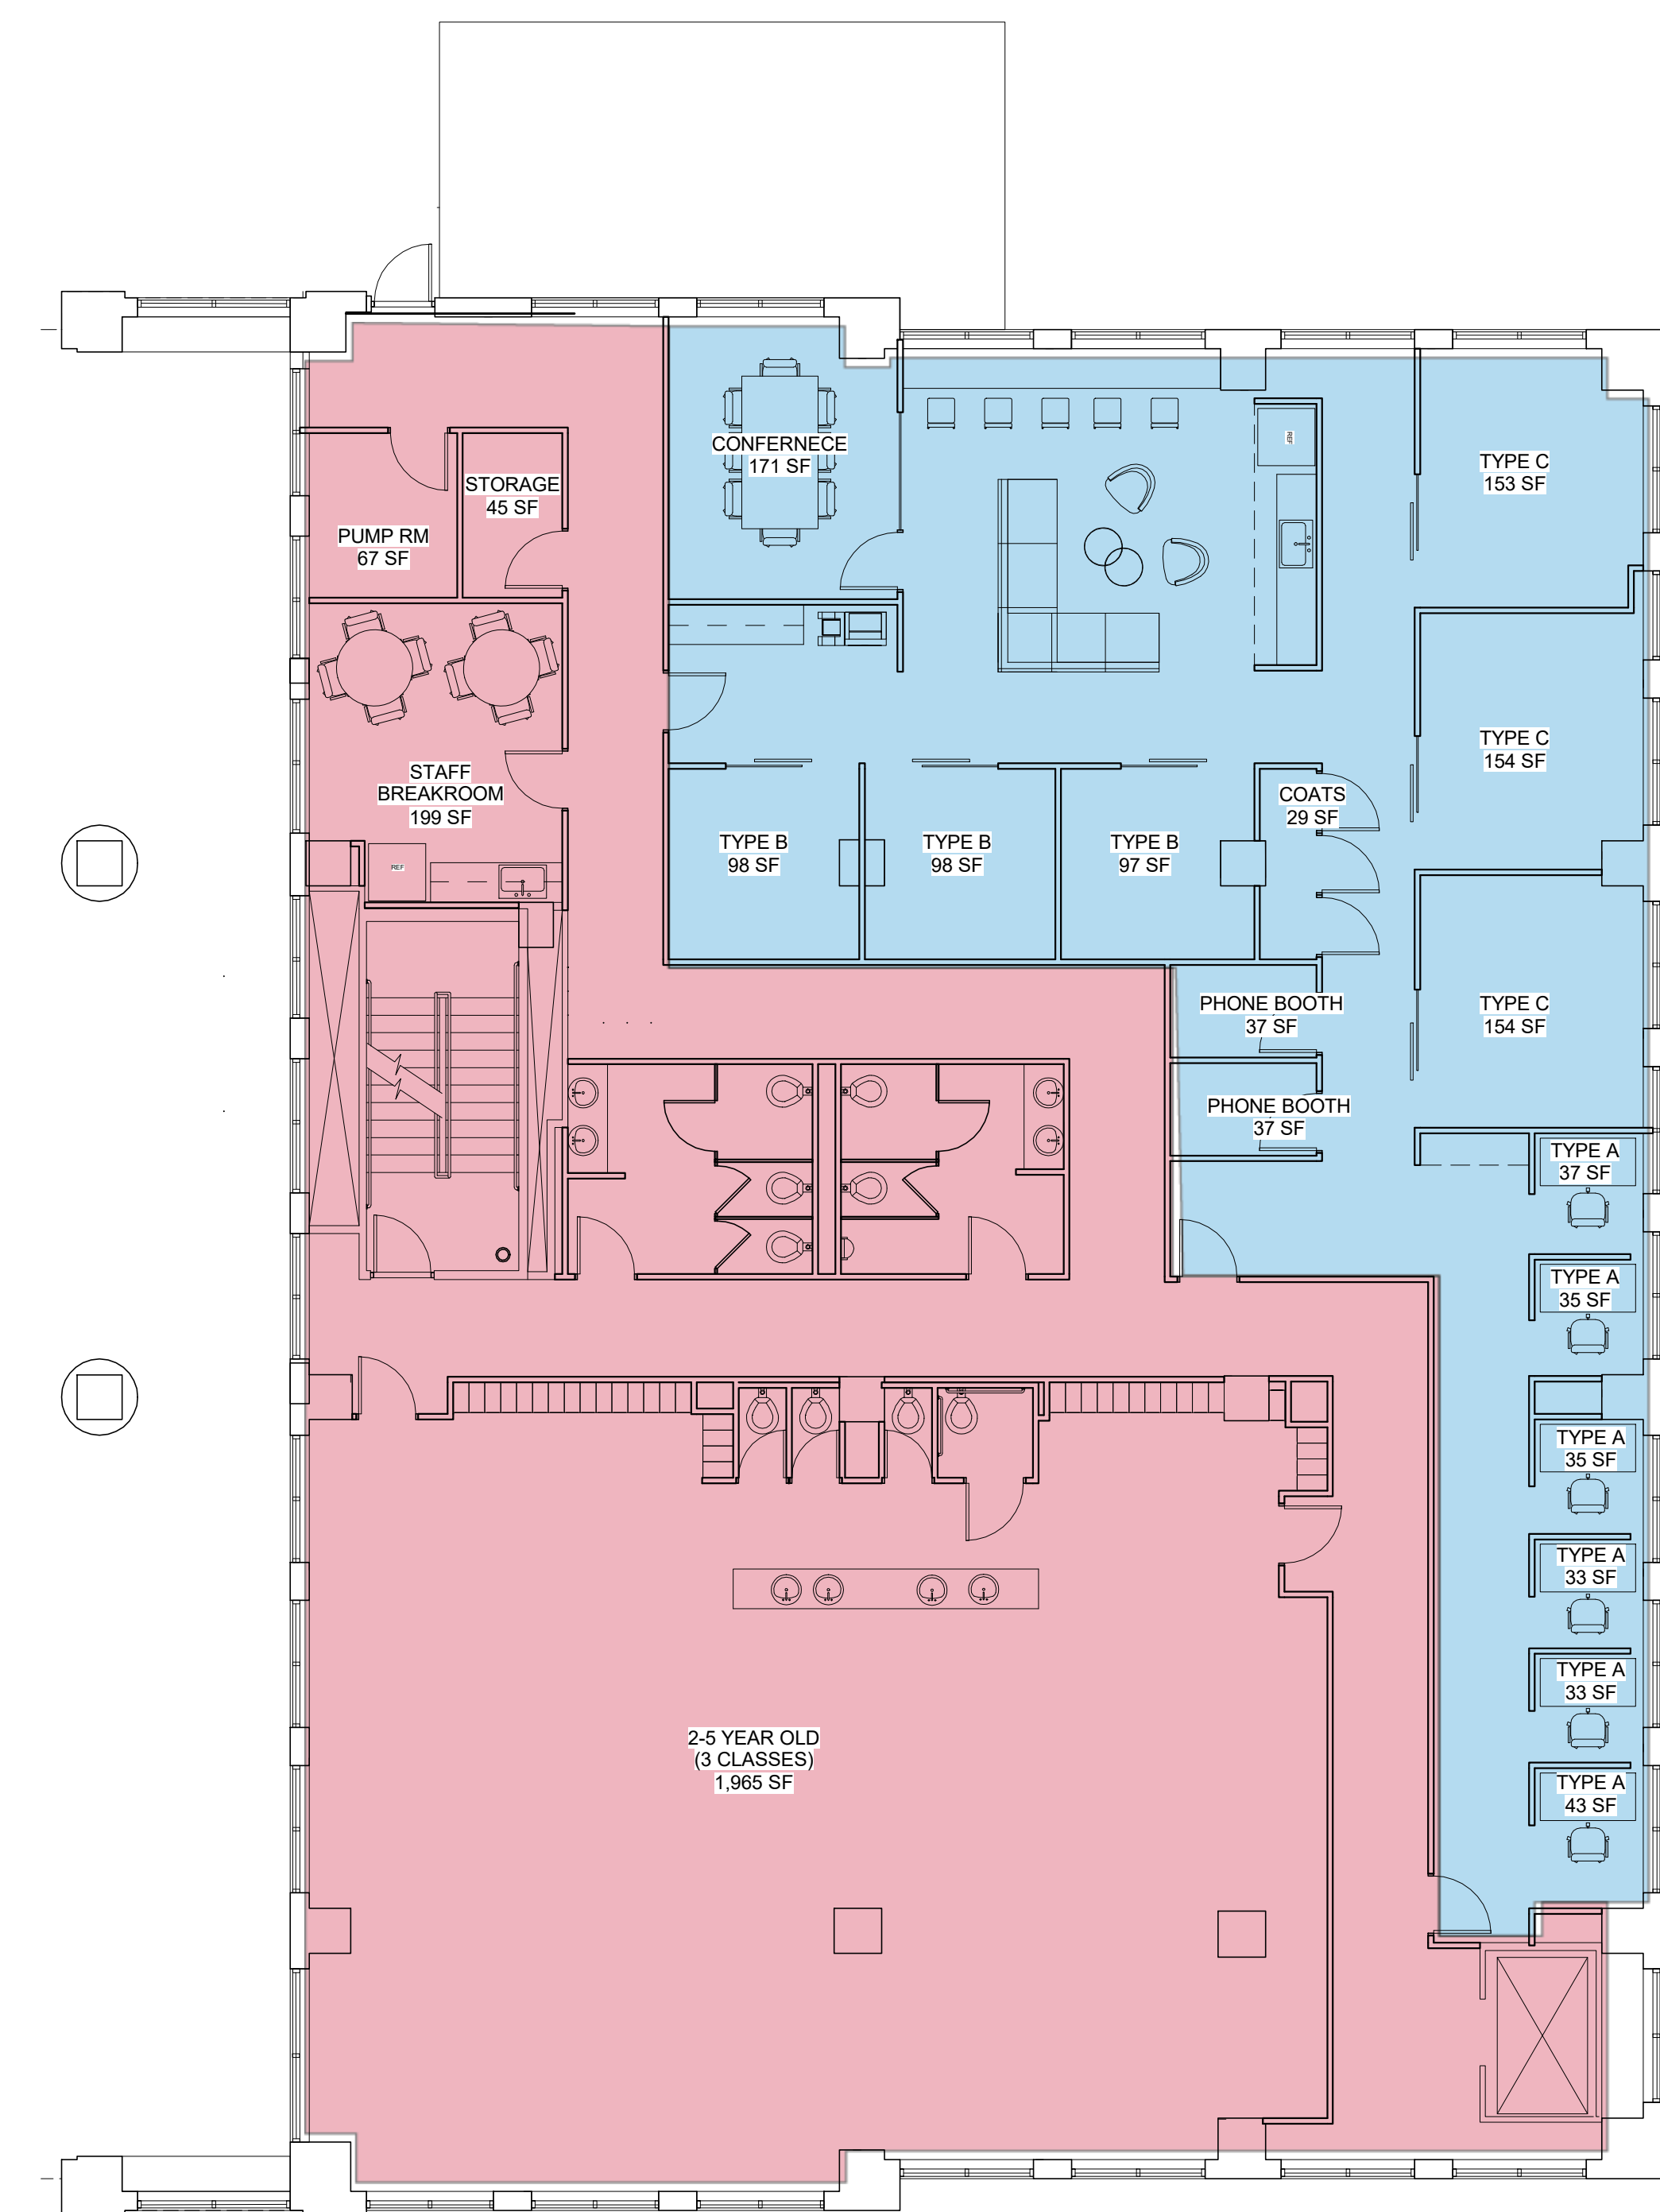 CONFERNECE
171 SF
REF
TYPE C
153 SF
STORAGE
45 SF
PUMP RM
67 SF
TYPE C
154 SF
STAFF
BREAKROOM
199 SF
COATS
29 SF
TYPE B
98 SF
TYPE B
98 SF
TYPE B
97 SF
REF
PHONE BOOTH
37 SF
TYPE C
154 SF
PHONE BOOTH
37 SF
TYPE A
37 SF
TYPE A
35 SF
TYPE A
35 SF
TYPE A
33 SF
TYPE A
33 SF
2-5 YEAR OLD
(3 CLASSES)
1,965 SF
TYPE A
43 SF